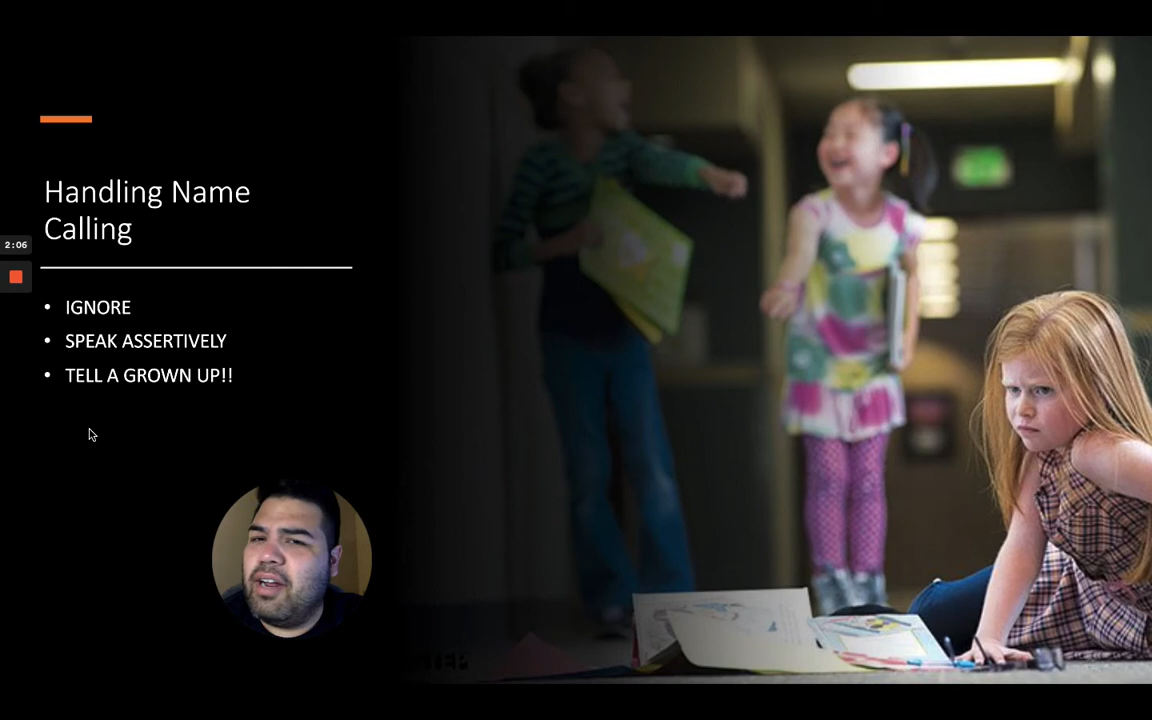 Handling Name
Calling
2:06
• IGNORE
• SPEAK ASSERTIVELY
• TELL A GROWN UP!!